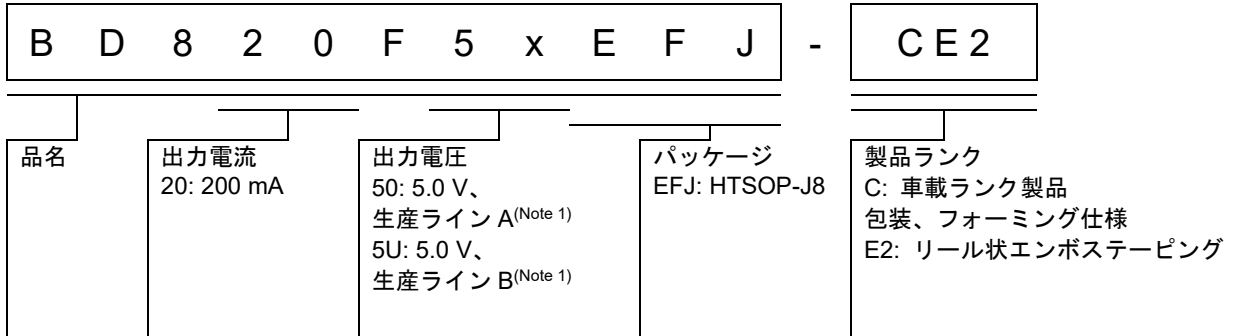 B D 8 2 0 F 5 x E F J - C E 2
品名
出力電流
20: 200 mA
出力電圧
50: 5.0 V、
生産ライン A(Note 1)
5U: 5.0 V、
生産ライン B(Note 1)
パッケージ
EFJ: HTSOP-J8
製品ランク
C: 車載ランク製品
包装、フォーミング仕様
E2: リール状エンボステーピング